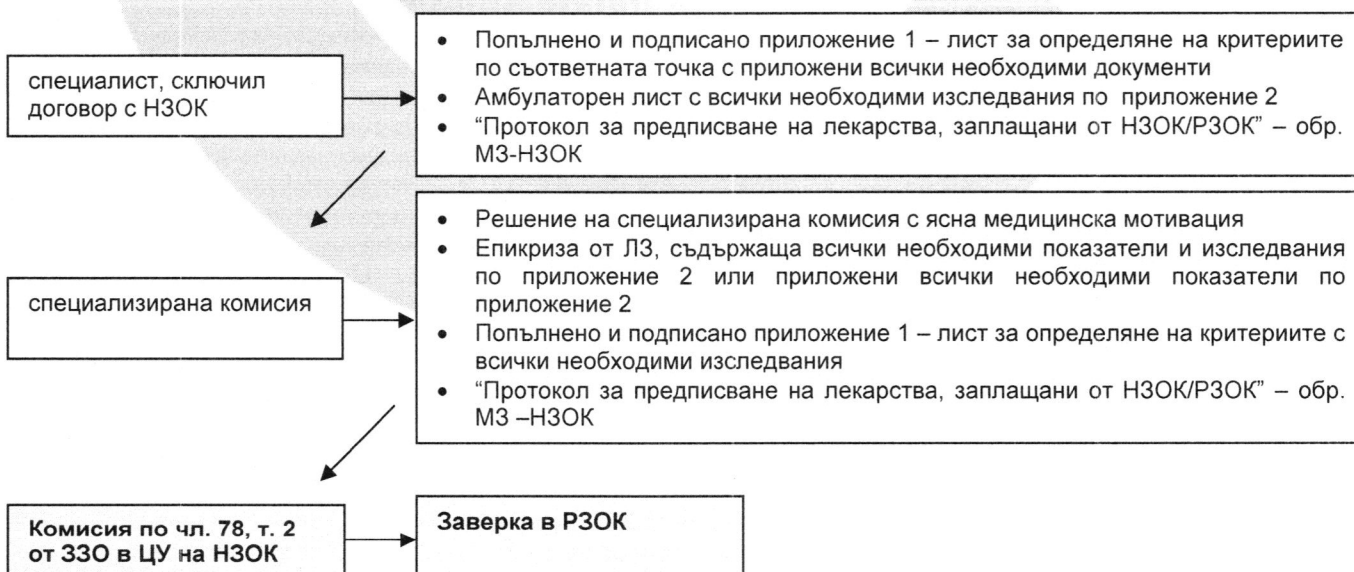 специалист, сключил
договор с НЗОК
• Попълнено и подписано приложение 1 – лист за определяне на критериите
по съответната точка с приложени всички необходими документи
• Амбулаторен лист с всички необходими изследвания по приложение 2
• “Протокол за предписване на лекарства, заплащани от НЗОК/РЗОК” – обр.
МЗ-НЗОК
специализирана комисия
• Решение на специализирана комисия с ясна медицинска мотивация
• Епикриза от ЛЗ, съдържаща всички необходими показатели и изследвания
по приложение 2 или приложени всички необходими показатели по
приложение 2
• Попълнено и подписано приложение 1 – лист за определяне на критериите с
всички необходими изследвания
• “Протокол за предписване на лекарства, заплащани от НЗОК/РЗОК” – обр.
МЗ –НЗОК
Комисия по чл. 78, т. 2
от ЗЗО в ЦУ на НЗОК
Заверка в РЗОК